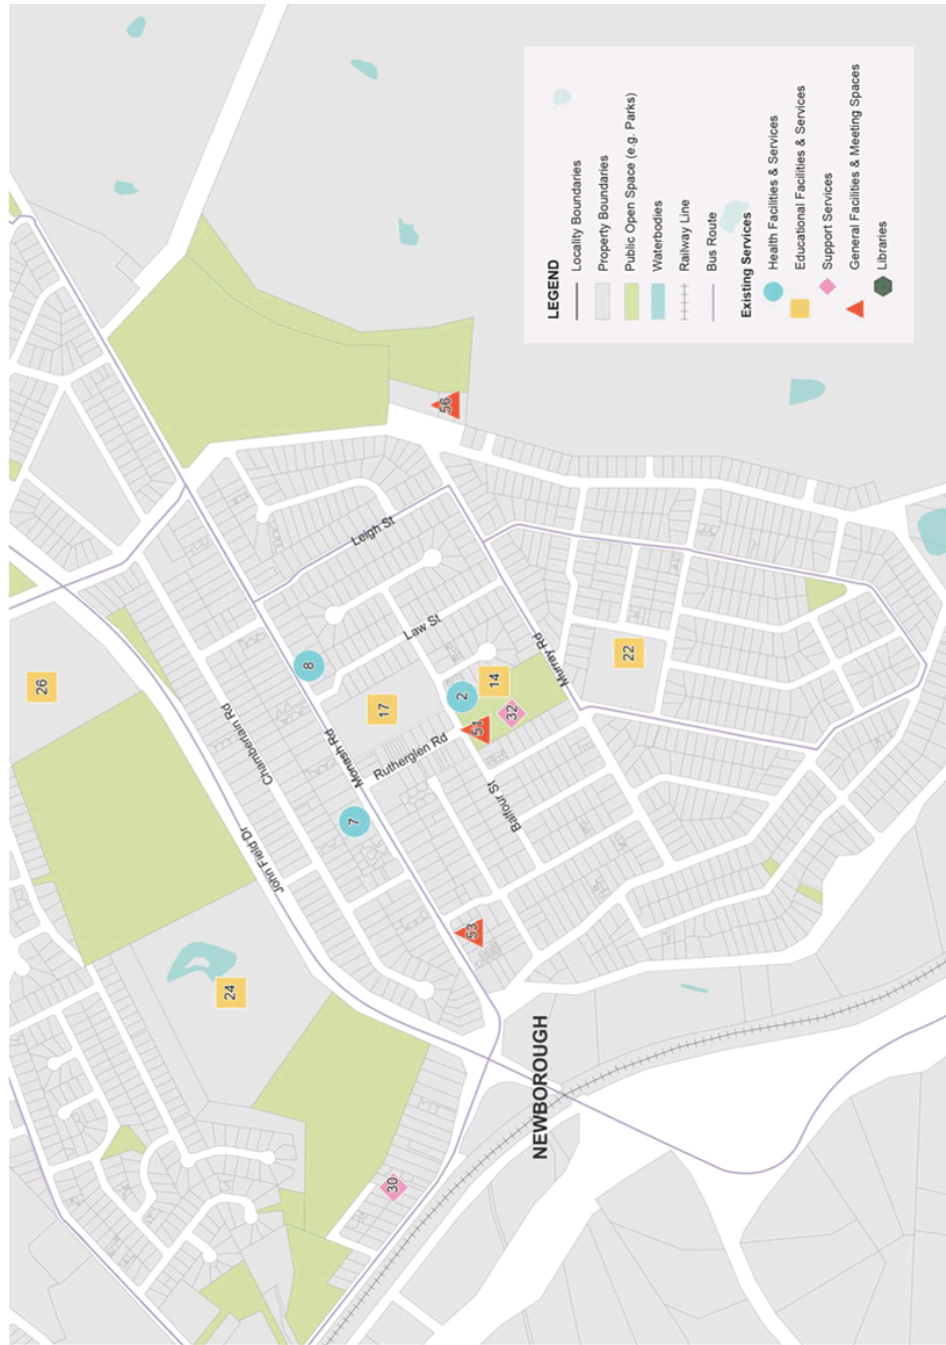 LEGEND
Locality Boundaries
Property Boundaries
Public Open Space (e.g. Parks)
Waterbodies
Railway Line
Bus Route
Existing Services
Health Facilities & Services
Educational Facilities & Services
Support Services
General Facilities & Meeting Spaces
Libraries
26
24
30
Chamberlain Rd
John Field Dr
Monash Rd
Rutherglen Rd
Leigh St
Law St
Murray Rd
Balfour St
8
17
7
2
14
51
32
22
56
53
NEWBOROUGH